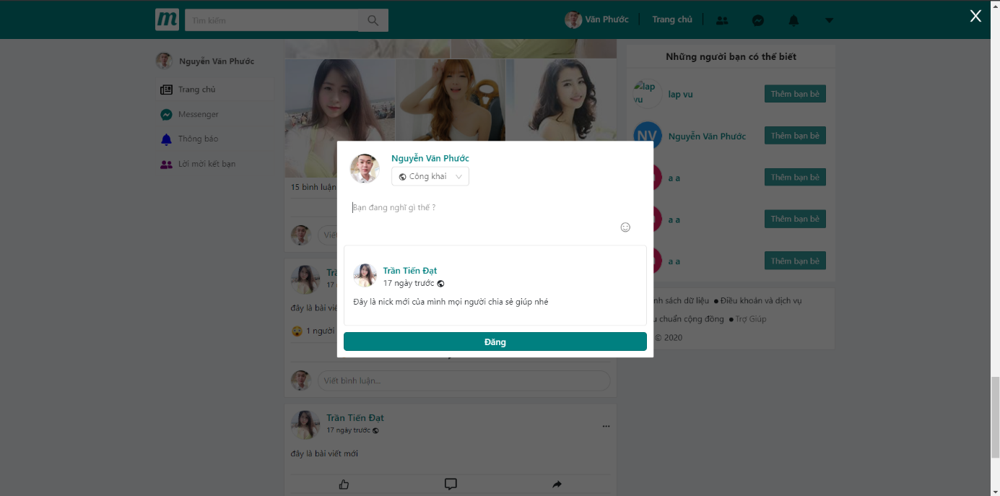 m
Tìm kiếm
Văn Phước
Trang chủ
Nguyễn Văn Phước
Trang chủ
Messenger
Thông báo
Lời mời kết bạn
15 bình luận
Viết
Nguyễn Văn Phước
Công khai
Bạn đang nghĩ gì thế ?
Trần Tiến Đạt
17 ngày trước
Đây là nick mới của mình mọi người chia sẻ giúp nhé
Đăng
Trầ
17
đây là bài viế
1 người
Viết bình luận...
Trần Tiến Đạt
17 ngày trước
đây là bài viết mới
Những người bạn có thể biết
lap vu
lap vu
Thêm bạn bè
NV
Nguyễn Văn Phước
Thêm bạn bè
a a
Thêm bạn bè
a a
Thêm bạn bè
a a
Thêm bạn bè
nh sách dữ liệu ● Điều khoản và dịch vụ
u chuẩn cộng đồng ● Trợ Giúp
© 2020